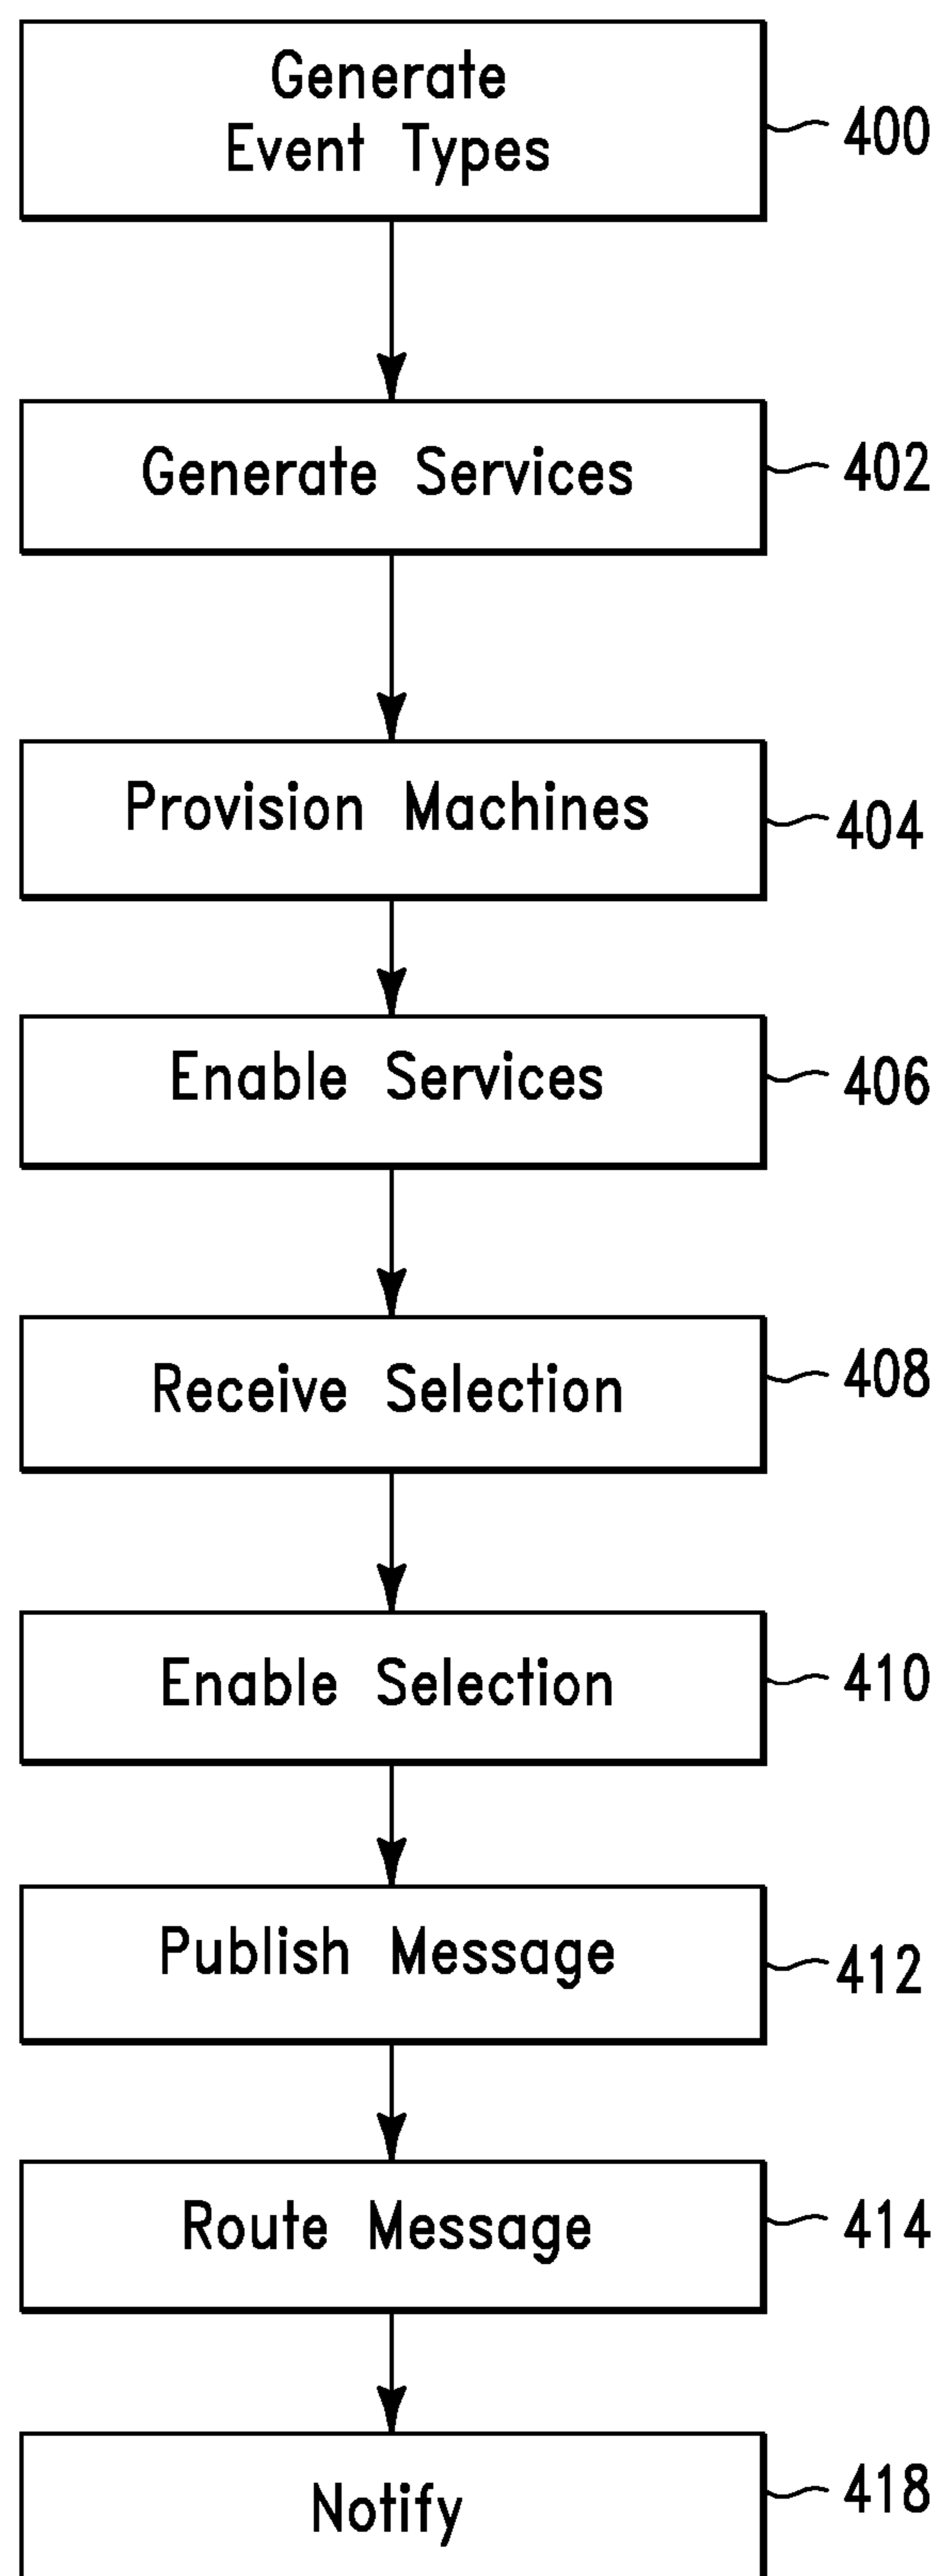 Generate
Event Types
400
Generate Services
402
Provision Machines
404
Enable Services
406
Receive Selection
408
Enable Selection
410
Publish Message
412
Route Message
414
Notify
418